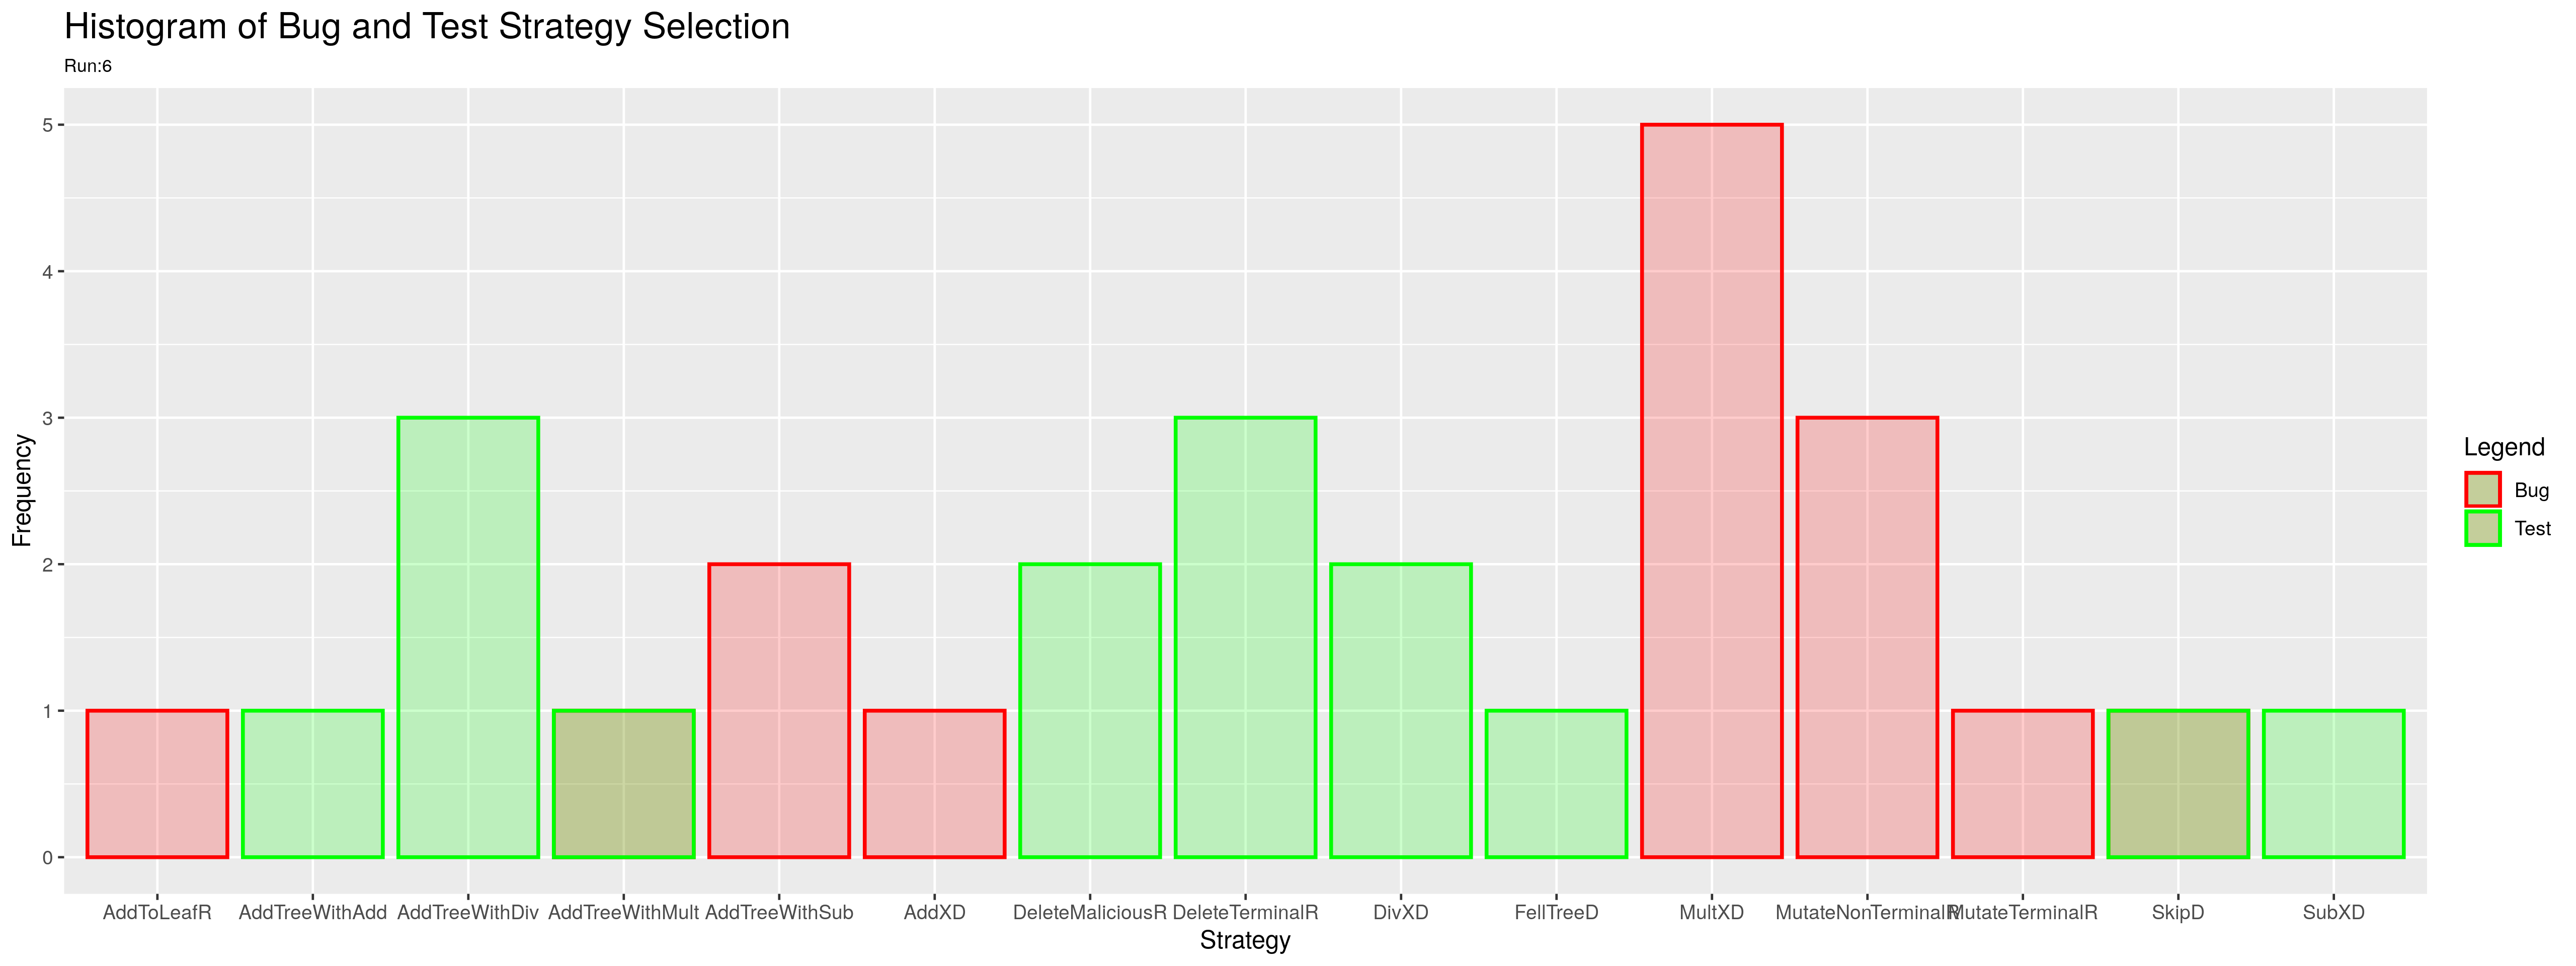 Histogram of Bug and Test Strategy Selection
Run:6
Frequency
5
4
3
2
1
0
AddToLeafR AddTreeWithAdd AddTreeWithDiv AddTreeWithMult AddTreeWithSub AddXD DeleteMaliciousR DeleteTerminalR DivXD FellTreeD MultXD MutateNonTerminalR MutateTerminalR SkipD SubXD
Strategy
Legend
Bug
Test